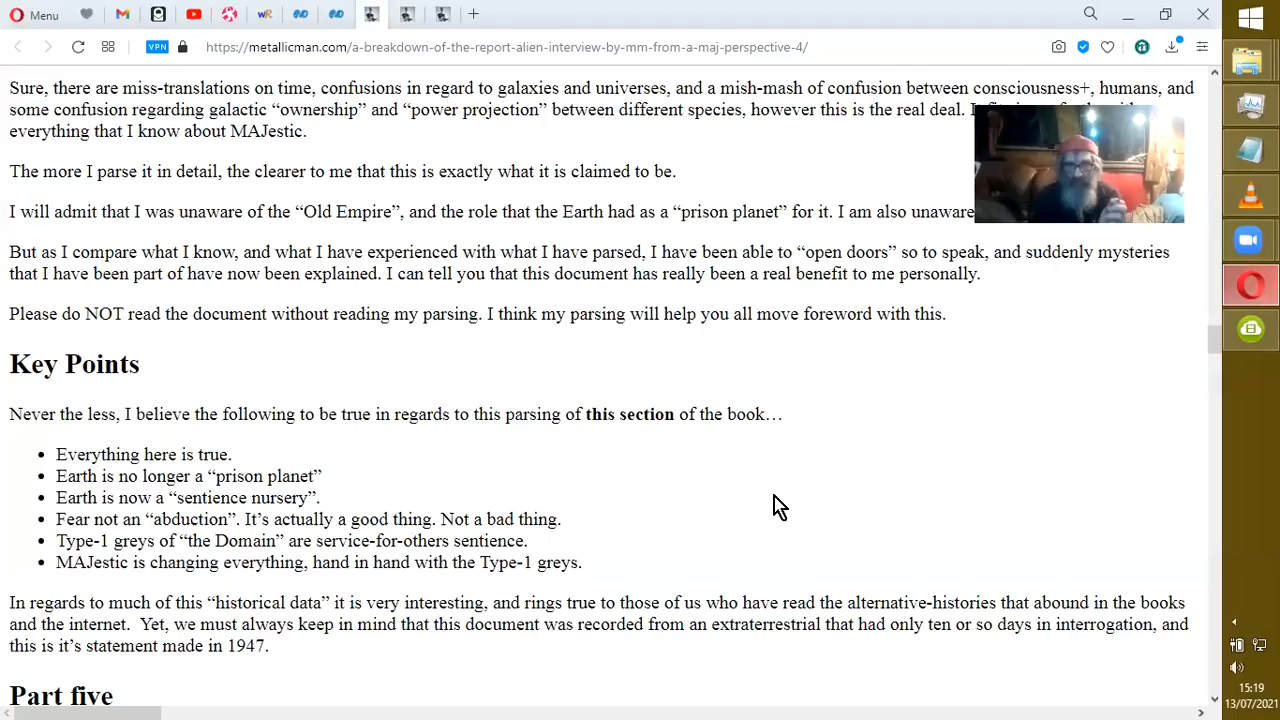 Menu
wR
VPN
https://metallicman.com/a-breakdown-of-the-report-alien-interview-by-mm-from-a-maj-perspective-4/
Sure, there are miss-translations on time, confusions in regard to galaxies and universes, and a mish-mash of confusion between consciousness+, humans, and
some confusion regarding galactic “ownership” and “power projection” between different species, however this is the real deal.
everything that I know about MAJestic.
The more I parse it in detail, the clearer to me that this is exactly what it is claimed to be.
I will admit that I was unaware of the “Old Empire”, and the role that the Earth had as a “prison planet” for it. I am also unaware
But as I compare what I know, and what I have experienced with what I have parsed, I have been able to “open doors” so to speak, and suddenly mysteries
that I have been part of have now been explained. I can tell you that this document has really been a real benefit to me personally.
Please do NOT read the document without reading my parsing. I think my parsing will help you all move foreword with this.
Key Points
Never the less, I believe the following to be true in regards to this parsing of this section of the book…
• Everything here is true.
• Earth is no longer a “prison planet”
• Earth is now a “sentience nursery”.
• Fear not an “abduction”. It’s actually a good thing. Not a bad thing.
• Type-1 greys of “the Domain” are service-for-others sentience.
• MAJestic is changing everything, hand in hand with the Type-1 greys.
In regards to much of this “historical data” it is very interesting, and rings true to those of us who have read the alternative-histories that abound in the books
and the internet. Yet, we must always keep in mind that this document was recorded from an extraterrestrial that had only ten or so days in interrogation, and
this is it’s statement made in 1947.
Part five
15:19
13/07/2021